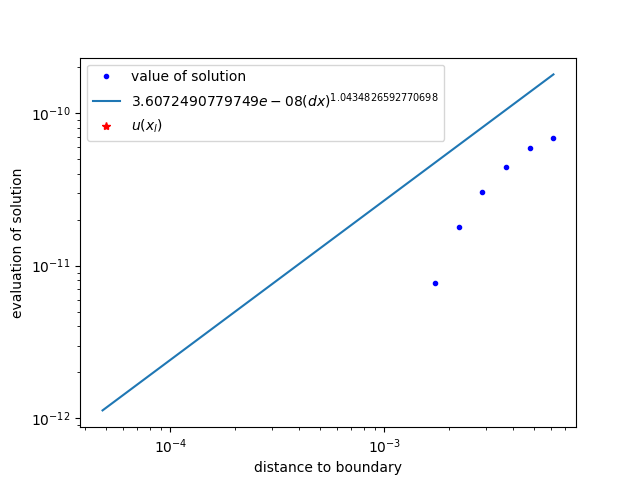 value of solution
3.6072490779749e − 08(dx)^1.0434826592770698
u(x_l)
10^−10
10^−11
10^−12
evaluation of solution
10^−4
10^−3
distance to boundary